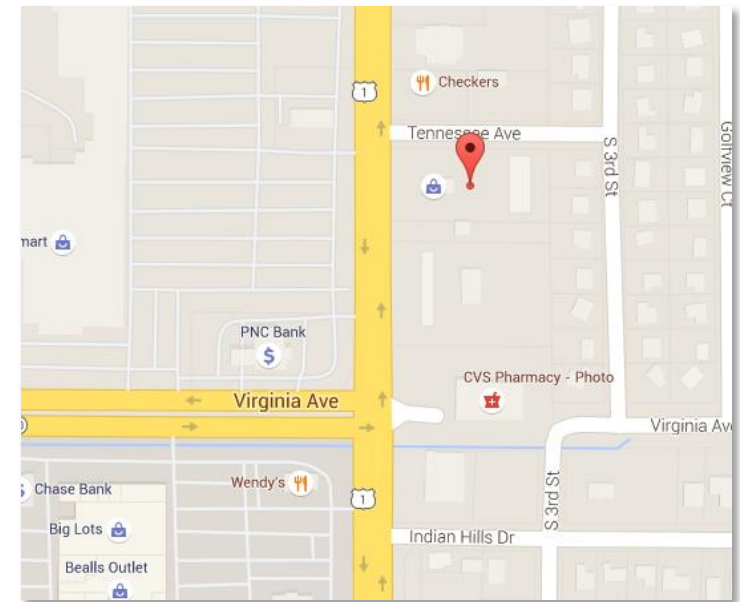 1
Checkers
Tennessee Ave
S 3rd St
Golfview Ct
mart
PNC Bank
$
CVS Pharmacy - Photo
Virginia Ave
Virginia Av
Chase Bank
Wendy's
1
S 3rd St
Big Lots
Indian Hills Dr
Bealls Outlet